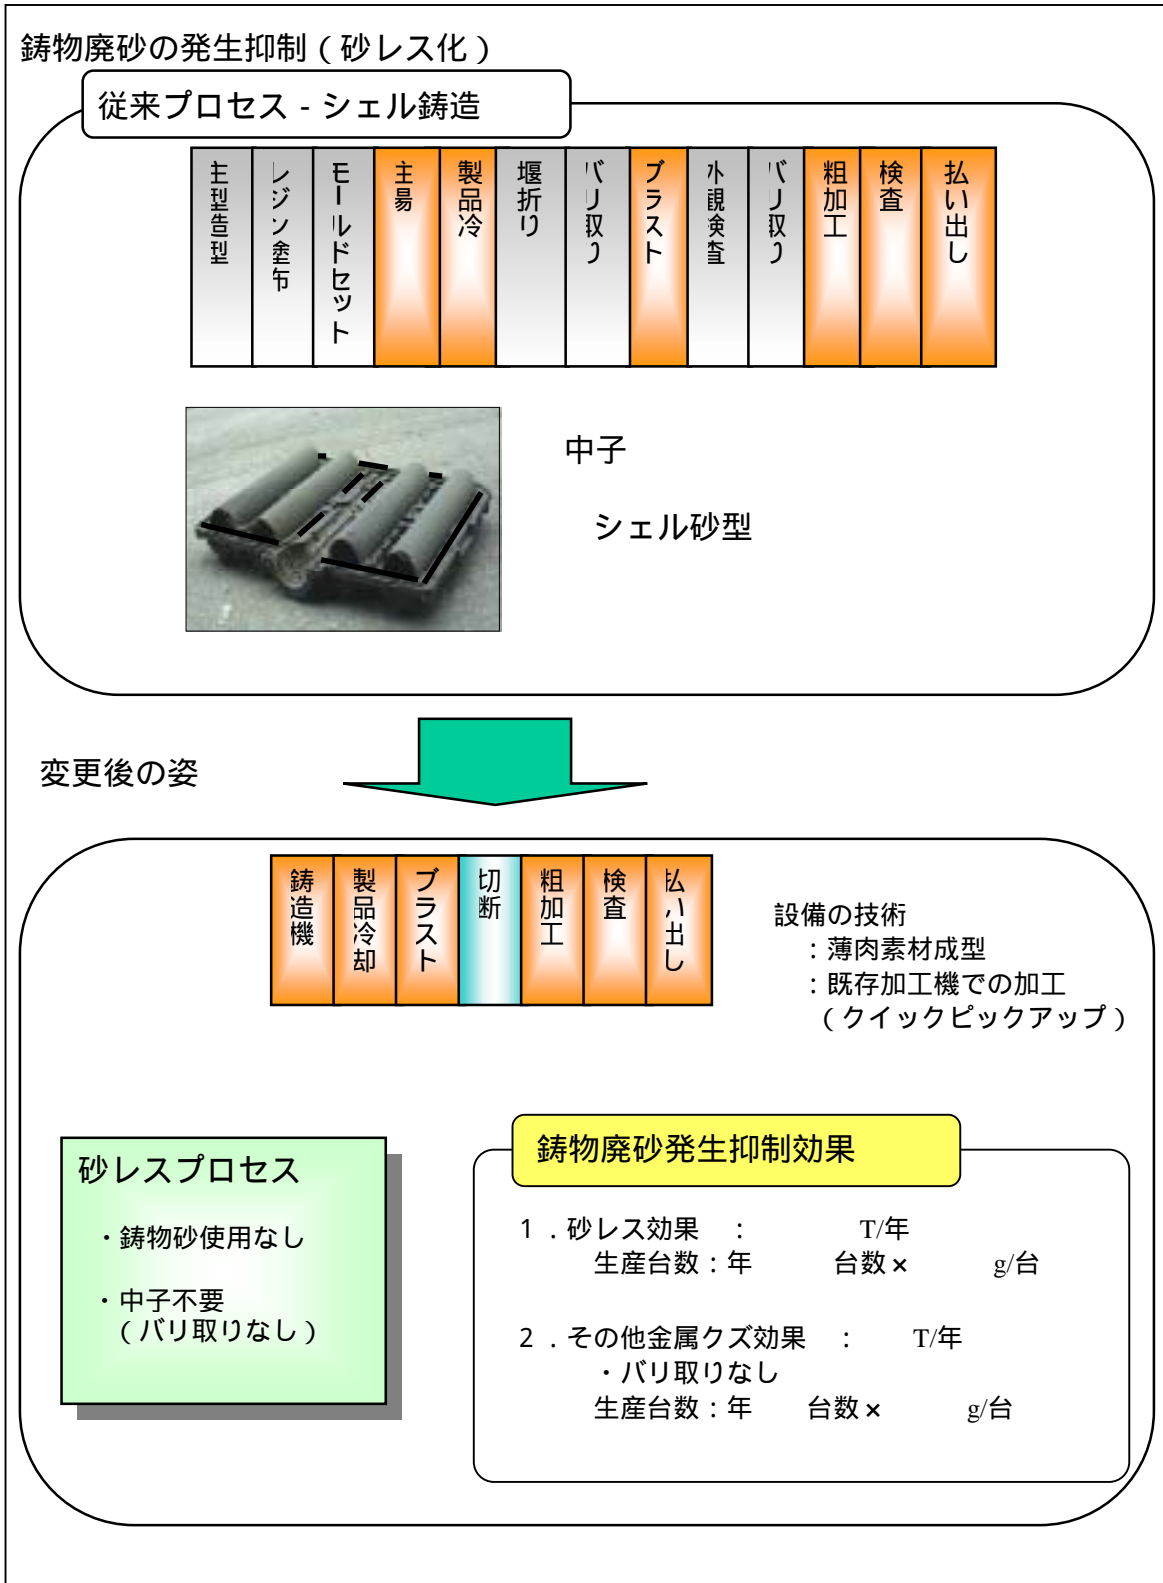 鋳物廃砂の発生抑制（砂レス化）
従来プロセス - シェル鋳造
主型造型
レジン塗布
モールドセット
主湯
製品冷
堰折り
バリ取り
ブラスト
外観検査
バリ取り
粗加工
検査
払い出し
中子
シェル砂型
変更後の姿
鋳造機
製品冷却
ブラスト
切断
粗加工
検査
払い出し
設備の技術
：薄肉素材成型
：既存加工機での加工
（クイックピックアップ）
砂レスプロセス
・鋳物砂使用なし
・中子不要
（バリ取りなし）
鋳物廃砂発生抑制効果
1．砂レス効果　：　　　T/年
生産台数：年　　台数×　　g/台
2．その他金属クズ効果　：　　T/年
・バリ取りなし
生産台数：年　　台数×　　g/台